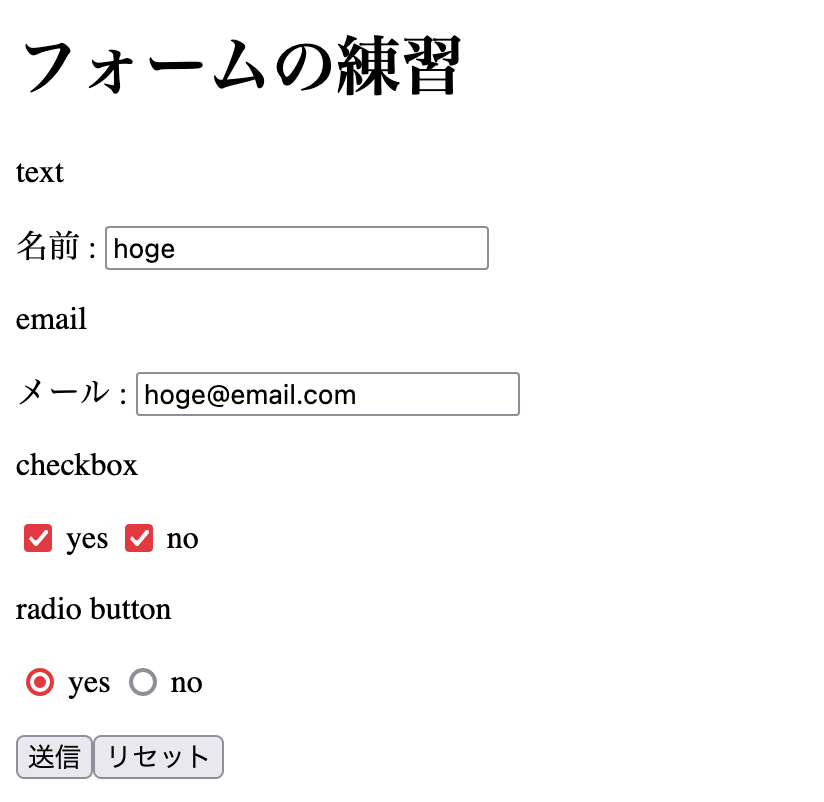 フォームの練習
text
名前 : hoge
email
メール : hoge@email.com
checkbox
yes no
radio button
yes no
送信 リセット